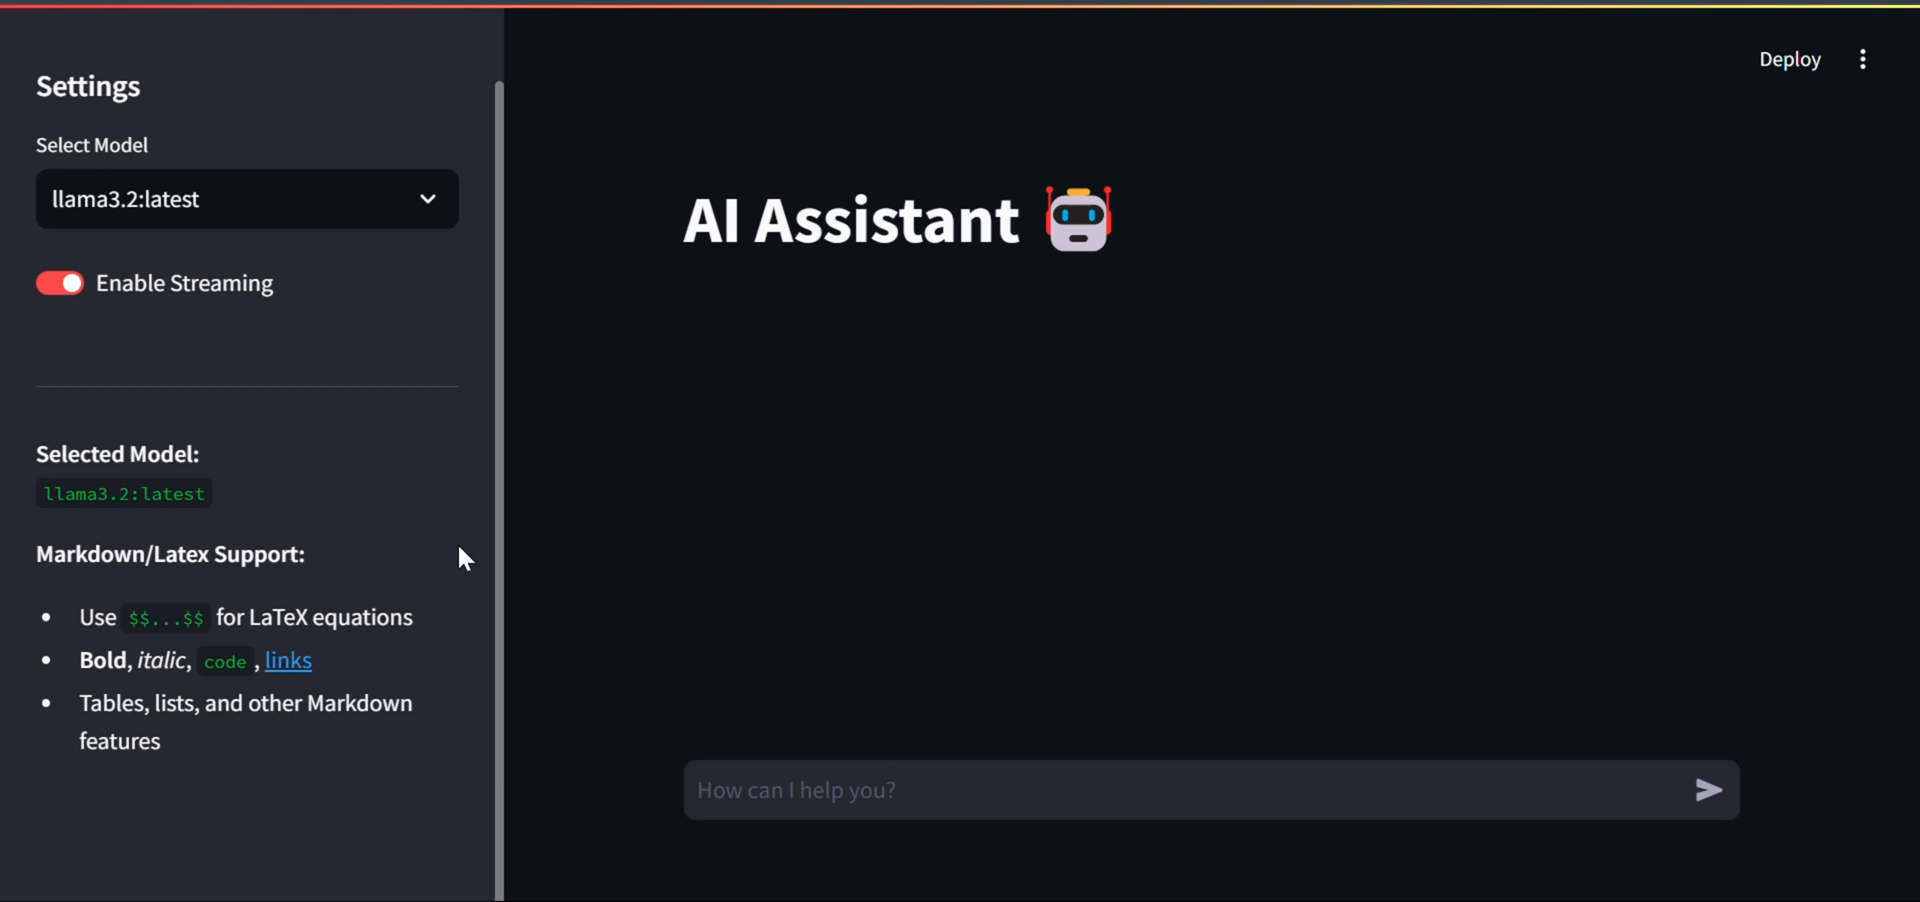 Deploy
Settings
Select Model
llama3.2:latest
Enable Streaming
AI Assistant
Selected Model:
llama3.2:latest
Markdown/Latex Support:
Use $$...$$ for LaTeX equations
Bold, italic, code, links
Tables, lists, and other Markdown
features
How can I help you?